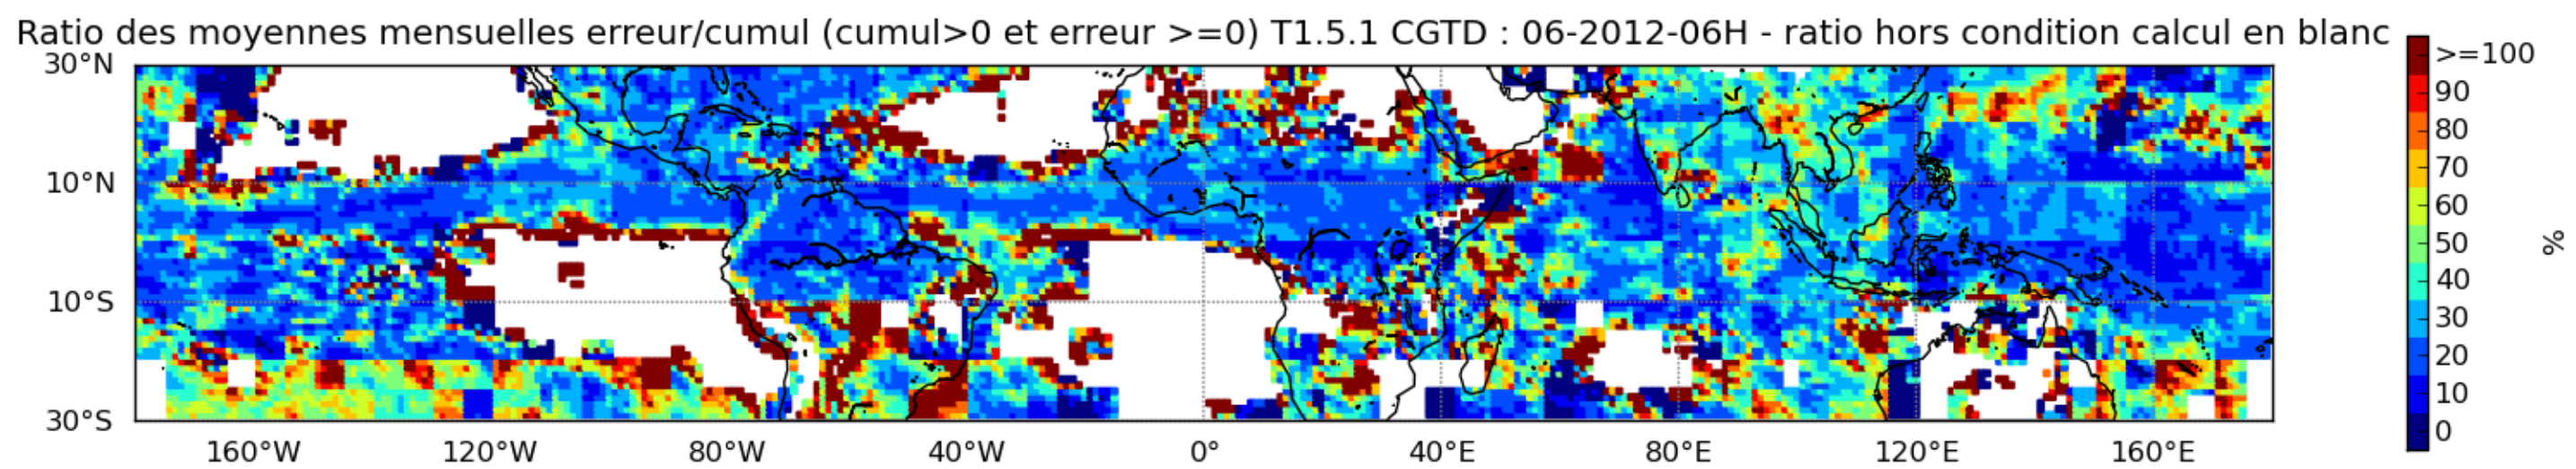 Ratio des moyennes mensuelles erreur/cumul (cumul>0 et erreur >=0) T1.5.1 CGTD : 06-2012-06H - ratio hors condition calcul en blanc
30°N
10°N
10°S
30°S
160°W 120°W 80°W 40°W 0° 40°E 80°E 120°E 160°E
>=100
90
80
70
60
50
40
30
20
10
0
%